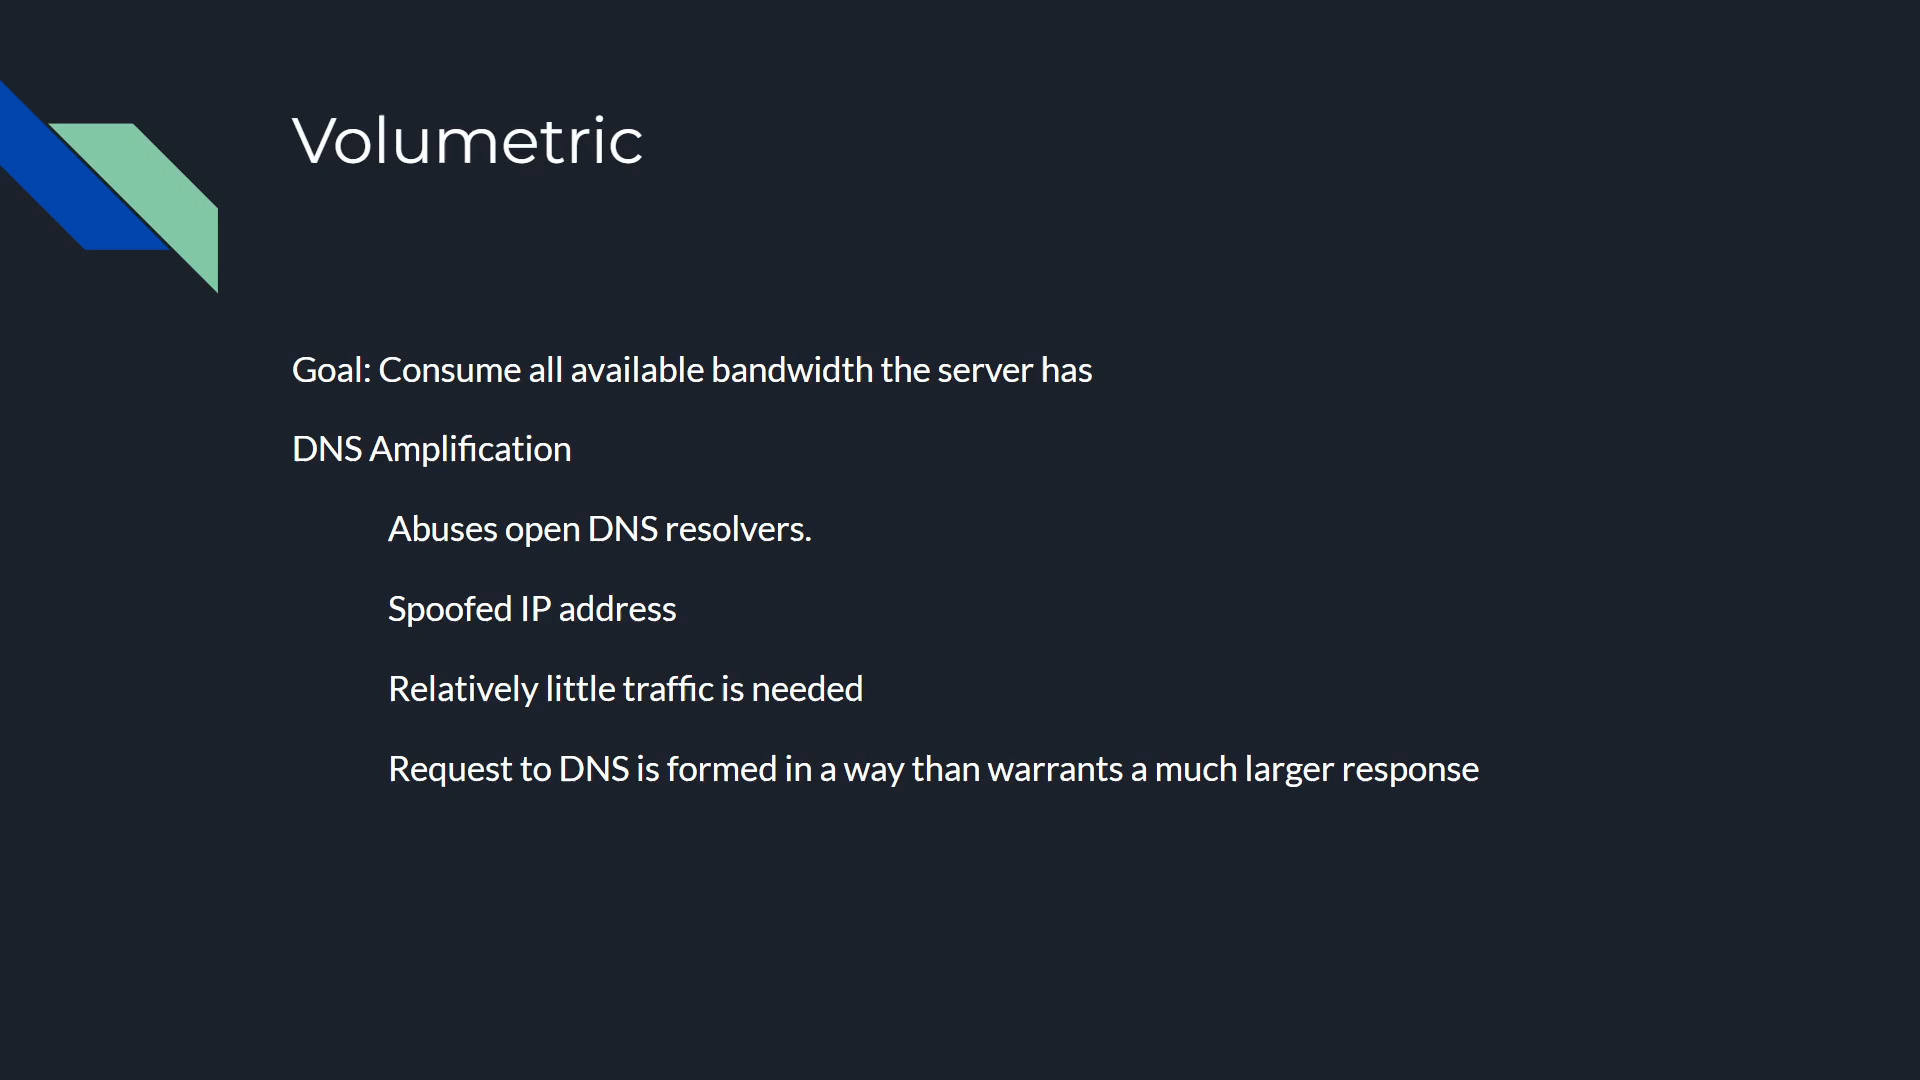 Volumetric
Goal: Consume all available bandwidth the server has
DNS Amplification
Abuses open DNS resolvers.
Spoofed IP address
Relatively little traffic is needed
Request to DNS is formed in a way than warrants a much larger response